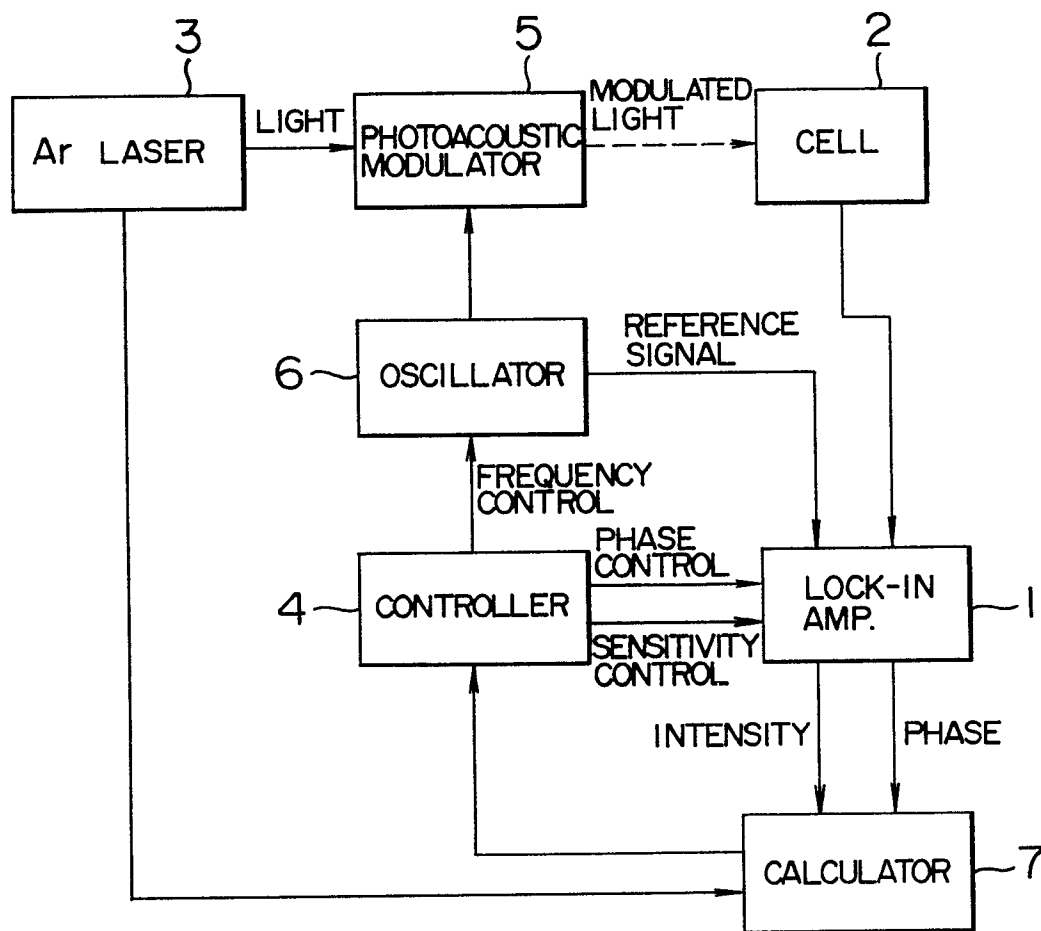 3
5
2
Ar LASER
LIGHT
PHOTOACOUSTIC
MODULATOR
MODULATED
LIGHT
CELL
6
OSCILLATOR
REFERENCE
SIGNAL
FREQUENCY
CONTROL
4
CONTROLLER
PHASE
CONTROL
SENSITIVITY
CONTROL
LOCK-IN
AMP.
1
INTENSITY
PHASE
CALCULATOR
7